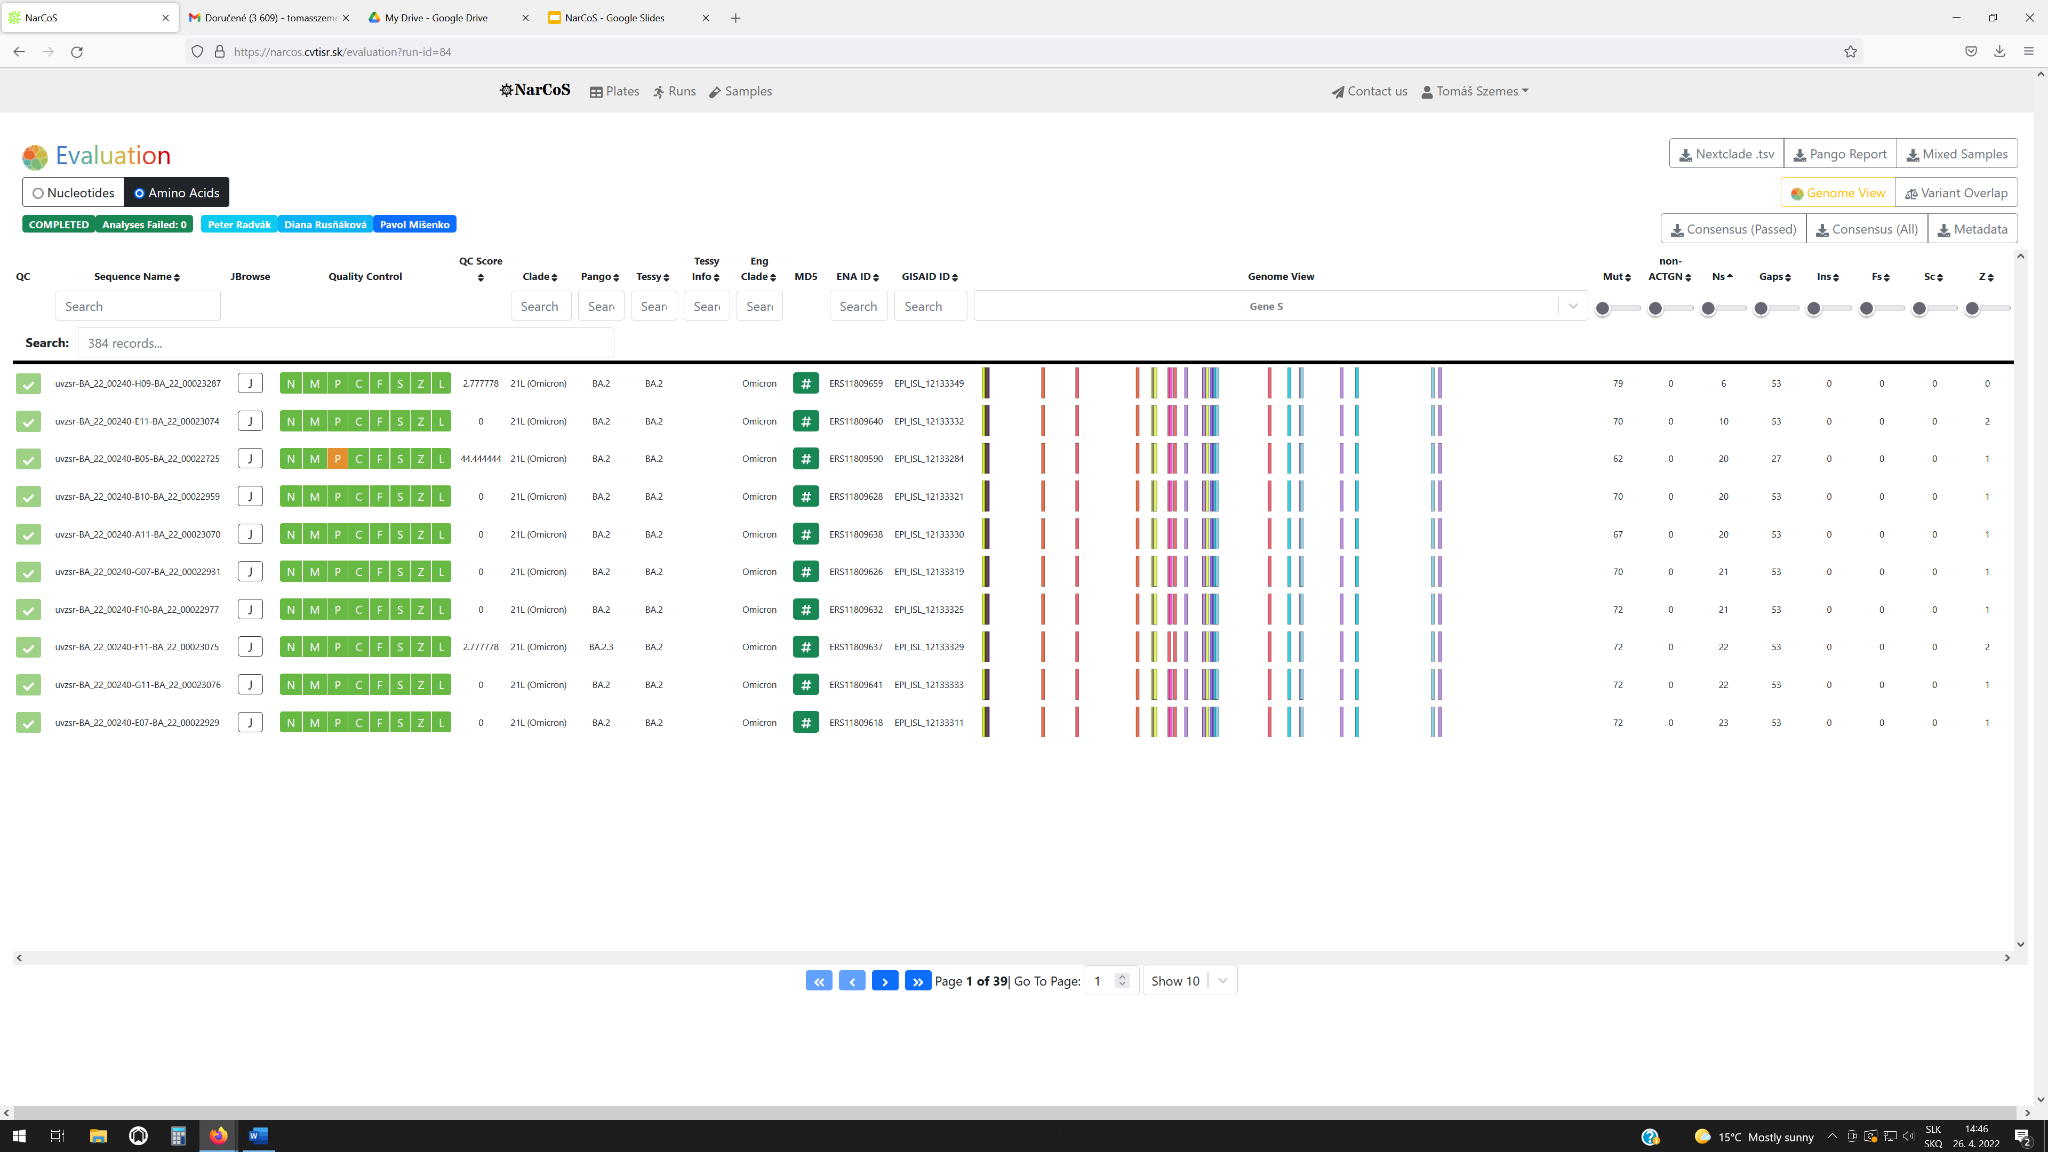 NarCoS
Doručené (3 609) - tomasszeme
My Drive - Google Drive
NarCoS - Google Slides
https://narcos.cvtisr.sk/evaluation?run-id=84
NarCoS Plates Runs Samples Contact us Tomáš Szemes
Evaluation
Nextclade .tsv Pango Report Mixed Samples
Nucleotides Amino Acids
Genome View Variant Overlap
COMPLETED Analyses Failed: 0 Peter Radvák Diana Rusňáková Pavol Mišenko
Consensus (Passed) Consensus (All) Metadata
QC Sequence Name JBrowse Quality Control QC Score Clade Pango Tessy Tessy Info Eng Clade MD5 ENA ID GISAID ID Genome View Mut non-ACTGN Ns Gaps Ins Fs Sc Z
Search Search Sear Sear Sear Sear Search Search Gene S
Search: 384 records...
uvzsr-BA_22_00240-H09-BA_22_00023287 J N M P C F S Z L 2.777778 21L (Omicron) BA.2 BA.2 Omicron # ERS11809659 EPI_ISL_12133349 79 0 6 53 0 0 0 0
uvzsr-BA_22_00240-E11-BA_22_00023074 J N M P C F S Z L 0 21L (Omicron) BA.2 BA.2 Omicron # ERS11809640 EPI_ISL_12133332 70 0 10 53 0 0 0 2
uvzsr-BA_22_00240-B05-BA_22_00022725 J N M P C F S Z L 44.444444 21L (Omicron) BA.2 BA.2 Omicron # ERS11809590 EPI_ISL_12133284 62 0 20 27 0 0 0 1
uvzsr-BA_22_00240-B10-BA_22_00022959 J N M P C F S Z L 0 21L (Omicron) BA.2 BA.2 Omicron # ERS11809628 EPI_ISL_12133321 70 0 20 53 0 0 0 1
uvzsr-BA_22_00240-A11-BA_22_00023070 J N M P C F S Z L 0 21L (Omicron) BA.2 BA.2 Omicron # ERS11809638 EPI_ISL_12133330 67 0 20 53 0 0 0 1
uvzsr-BA_22_00240-G07-BA_22_00022931 J N M P C F S Z L 0 21L (Omicron) BA.2 BA.2 Omicron # ERS11809626 EPI_ISL_12133319 70 0 21 53 0 0 0 1
uvzsr-BA_22_00240-F10-BA_22_00022977 J N M P C F S Z L 0 21L (Omicron) BA.2 BA.2 Omicron # ERS11809632 EPI_ISL_12133325 72 0 21 53 0 0 0 1
uvzsr-BA_22_00240-F11-BA_22_00023075 J N M P C F S Z L 2.777778 21L (Omicron) BA.2.3 BA.2 Omicron # ERS11809637 EPI_ISL_12133329 72 0 22 53 0 0 0 2
uvzsr-BA_22_00240-G11-BA_22_00023076 J N M P C F S Z L 0 21L (Omicron) BA.2 BA.2 Omicron # ERS11809641 EPI_ISL_12133333 72 0 22 53 0 0 0 1
uvzsr-BA_22_00240-E07-BA_22_00022929 J N M P C F S Z L 0 21L (Omicron) BA.2 BA.2 Omicron # ERS11809618 EPI_ISL_12133311 72 0 23 53 0 0 0 1
« ‹ › » Page 1 of 39| Go To Page: 1 Show 10
15°C Mostly sunny
SLK 14:46
SKQ 26. 4. 2022
2